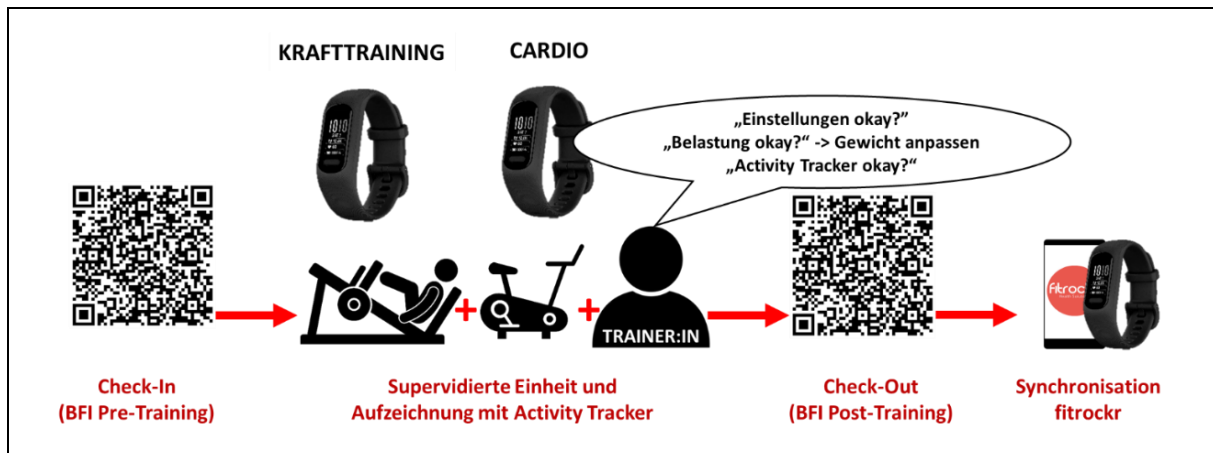 KRAFTTRAINING
CARDIO
„Einstellungen okay?”
„Belastung okay?“ -> Gewicht anpassen
„Activity Tracker okay?“
TRAINER:IN
Check-In
(BFI Pre-Training)
Supervidierte Einheit und
Aufzeichnung mit Activity Tracker
Check-Out
(BFI Post-Training)
Synchronisation
fitrockr